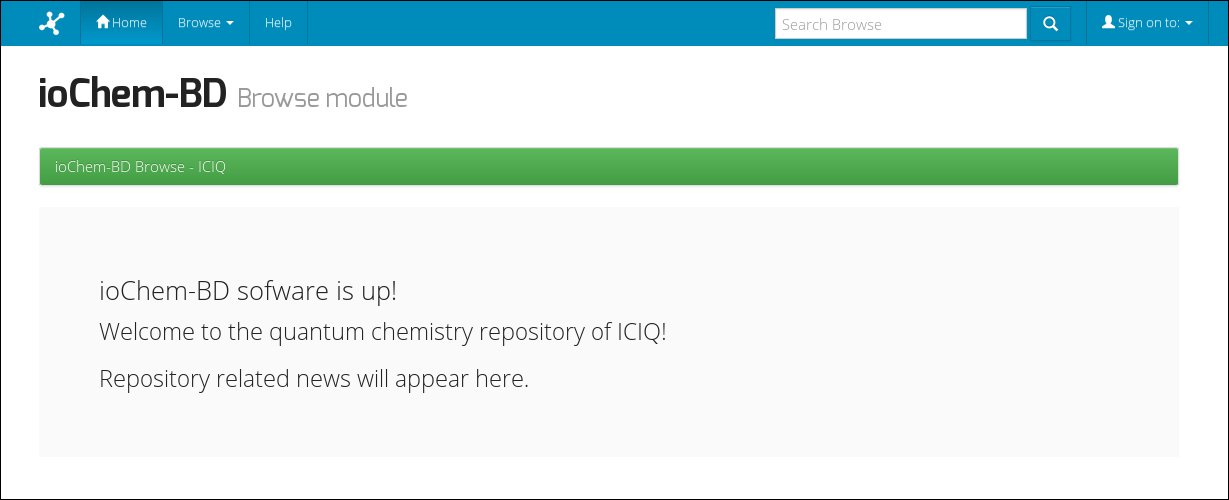 Home Browse Help Search Browse Sign on to:
ioChem-BD Browse module
ioChem-BD Browse - ICIQ
ioChem-BD sofware is up!
Welcome to the quantum chemistry repository of ICIQ!
Repository related news will appear here.